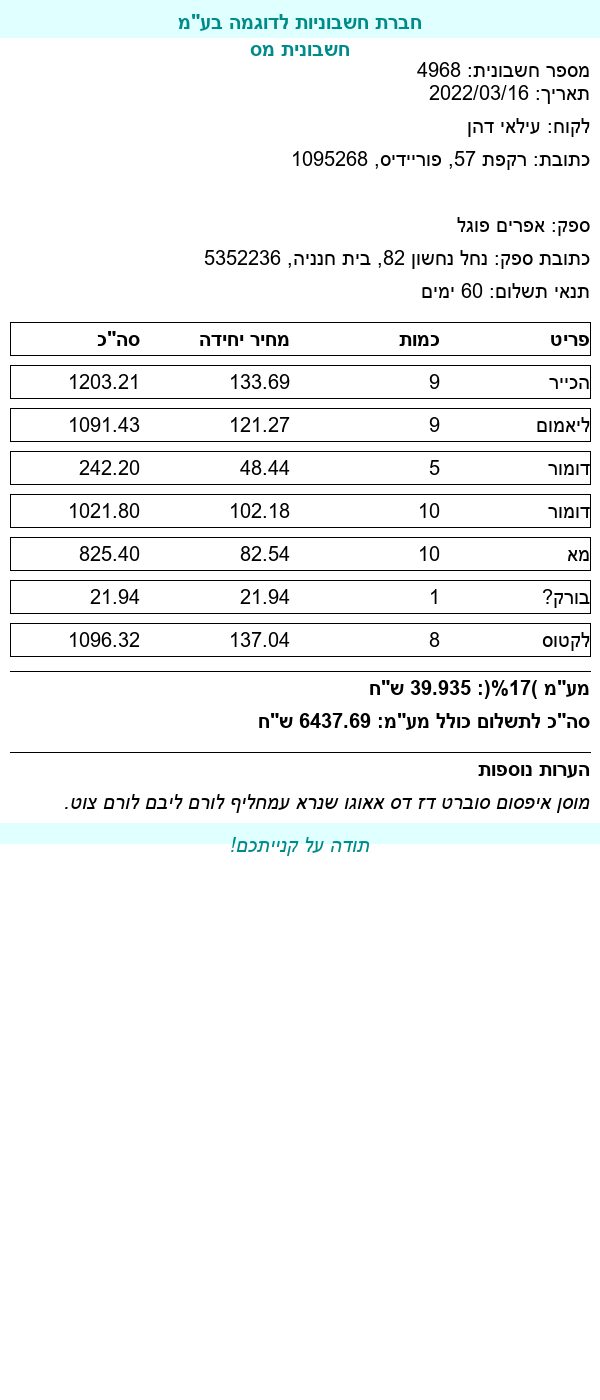 חברת חשבוניות לדוגמה בע"מ
חשבונית מס
מספר חשבונית: 4968
תאריך: 2022/03/16
לקוח: עילאי דהן
כתובת: רקפת 57, פוריידיס, 1095268
ספק: אפרים פוגל
כתובת ספק: נחל נחשון 82, בית חנניה, 5352236
תנאי תשלום: 60 ימים
פריט כמות מחיר יחידה סה"כ
הכייר 9 133.69 1203.21
ליאמום 9 121.27 1091.43
דומור 5 48.44 242.20
דומור 10 102.18 1021.80
מא 10 82.54 825.40
בורק? 1 21.94 21.94
לקטוס 8 137.04 1096.32
מע"מ )17%(: 39.935 ש"ח
סה"כ לתשלום כולל מע"מ: 6437.69 ש"ח
הערות נוספות
מוסן איפסום סוברט דז דס אאוגו שנרא עמחליף לורם ליבם לורם צוט.
תודה על קנייתכם!